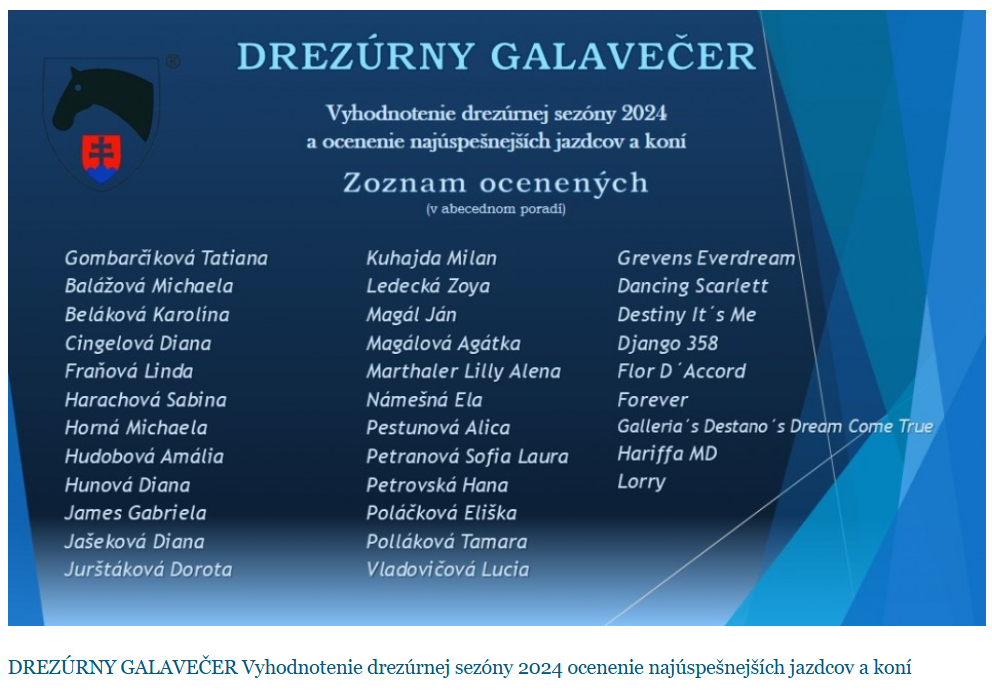 ®
DREZÚRNY GALAVEČER
Vyhodnotenie drezúrnej sezóny 2024
a ocenenie najúspešnejších jazdcov a koní
Zoznam ocenených
(v abecednom poradí)
Gombarčíková Tatiana
Balážová Michaela
Beláková Karolína
Cingelová Diana
Fraňová Linda
Harachová Sabina
Horná Michaela
Hudobová Amália
Hunová Diana
James Gabriela
Jašeková Diana
Jurštáková Dorota
Kuhajda Milan
Ledecká Zoya
Magál Ján
Magálová Agátka
Marthaler Lilly Alena
Námešná Ela
Pestunová Alica
Petranová Sofia Laura
Petrovská Hana
Poláčková Eliška
Polláková Tamara
Vladovičová Lucia
Grevens Everdream
Dancing Scarlett
Destiny It´s Me
Django 358
Flor D´Accord
Forever
Galleria´s Destano´s Dream Come True
Hariffa MD
Lorry
DREZÚRNY GALAVEČER Vyhodnotenie drezúrnej sezóny 2024 ocenenie najúspešnejších jazdcov a koní